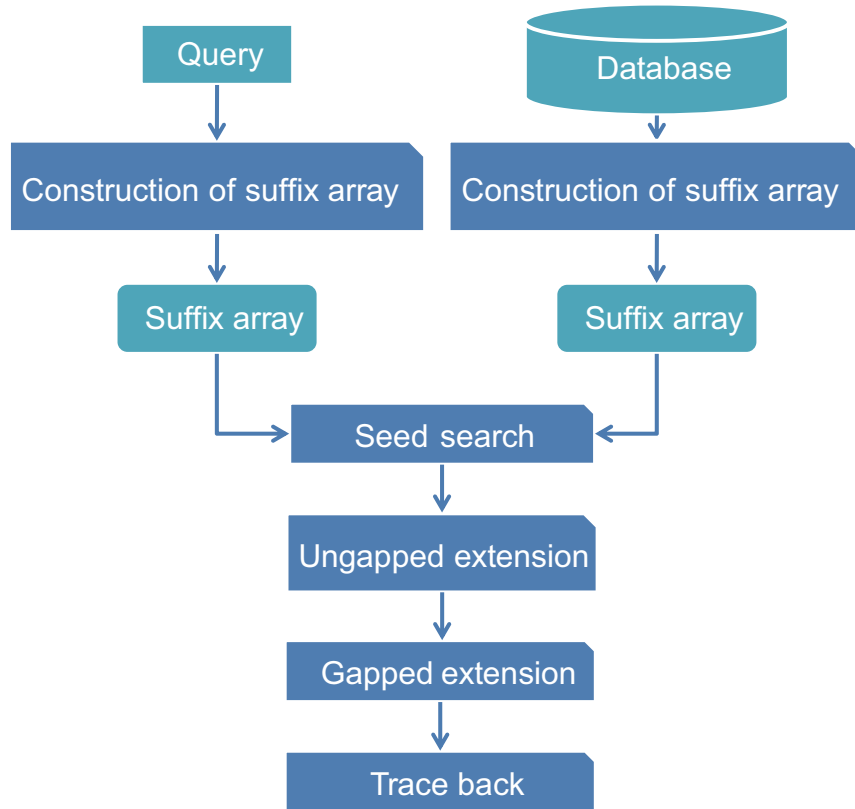 Query
Database
Construction of suffix array
Construction of suffix array
Suffix array
Suffix array
Seed search
Ungapped extension
Gapped extension
Trace back